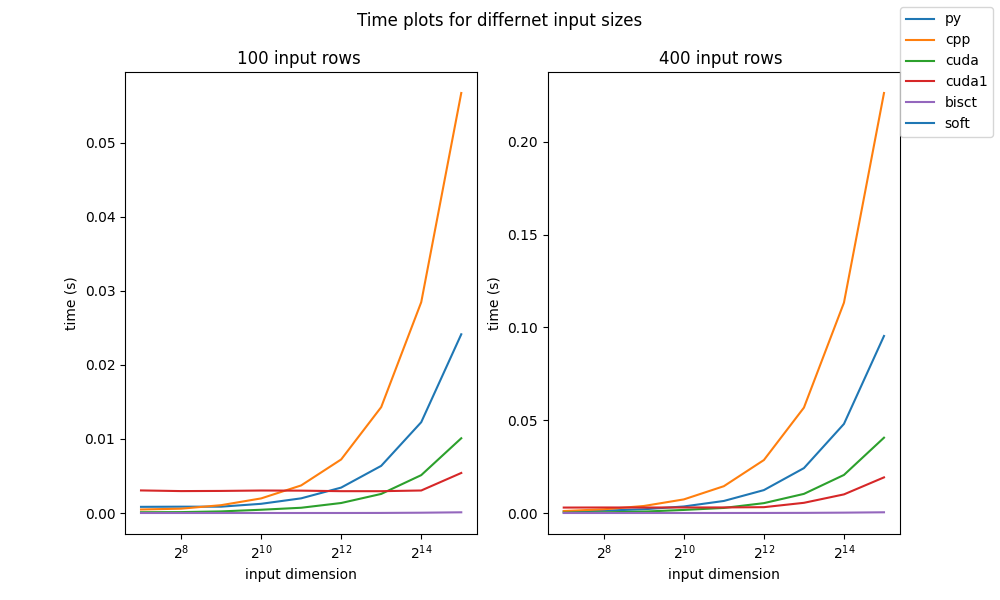 Time plots for differnet input sizes
py
cpp
cuda
cuda1
bisct
soft
100 input rows
time (s)
0.05
0.04
0.03
0.02
0.01
0.00
2^8 2^10 2^12 2^14
input dimension
400 input rows
time (s)
0.20
0.15
0.10
0.05
0.00
2^8 2^10 2^12 2^14
input dimension